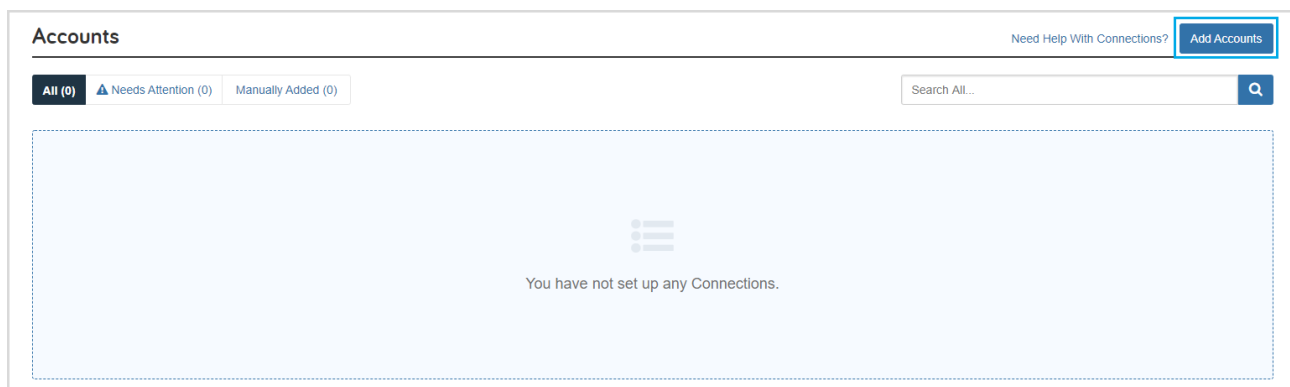 Accounts
Need Help With Connections?
Add Accounts
All (0)
Needs Attention (0)
Manually Added (0)
Search All...
You have not set up any Connections.